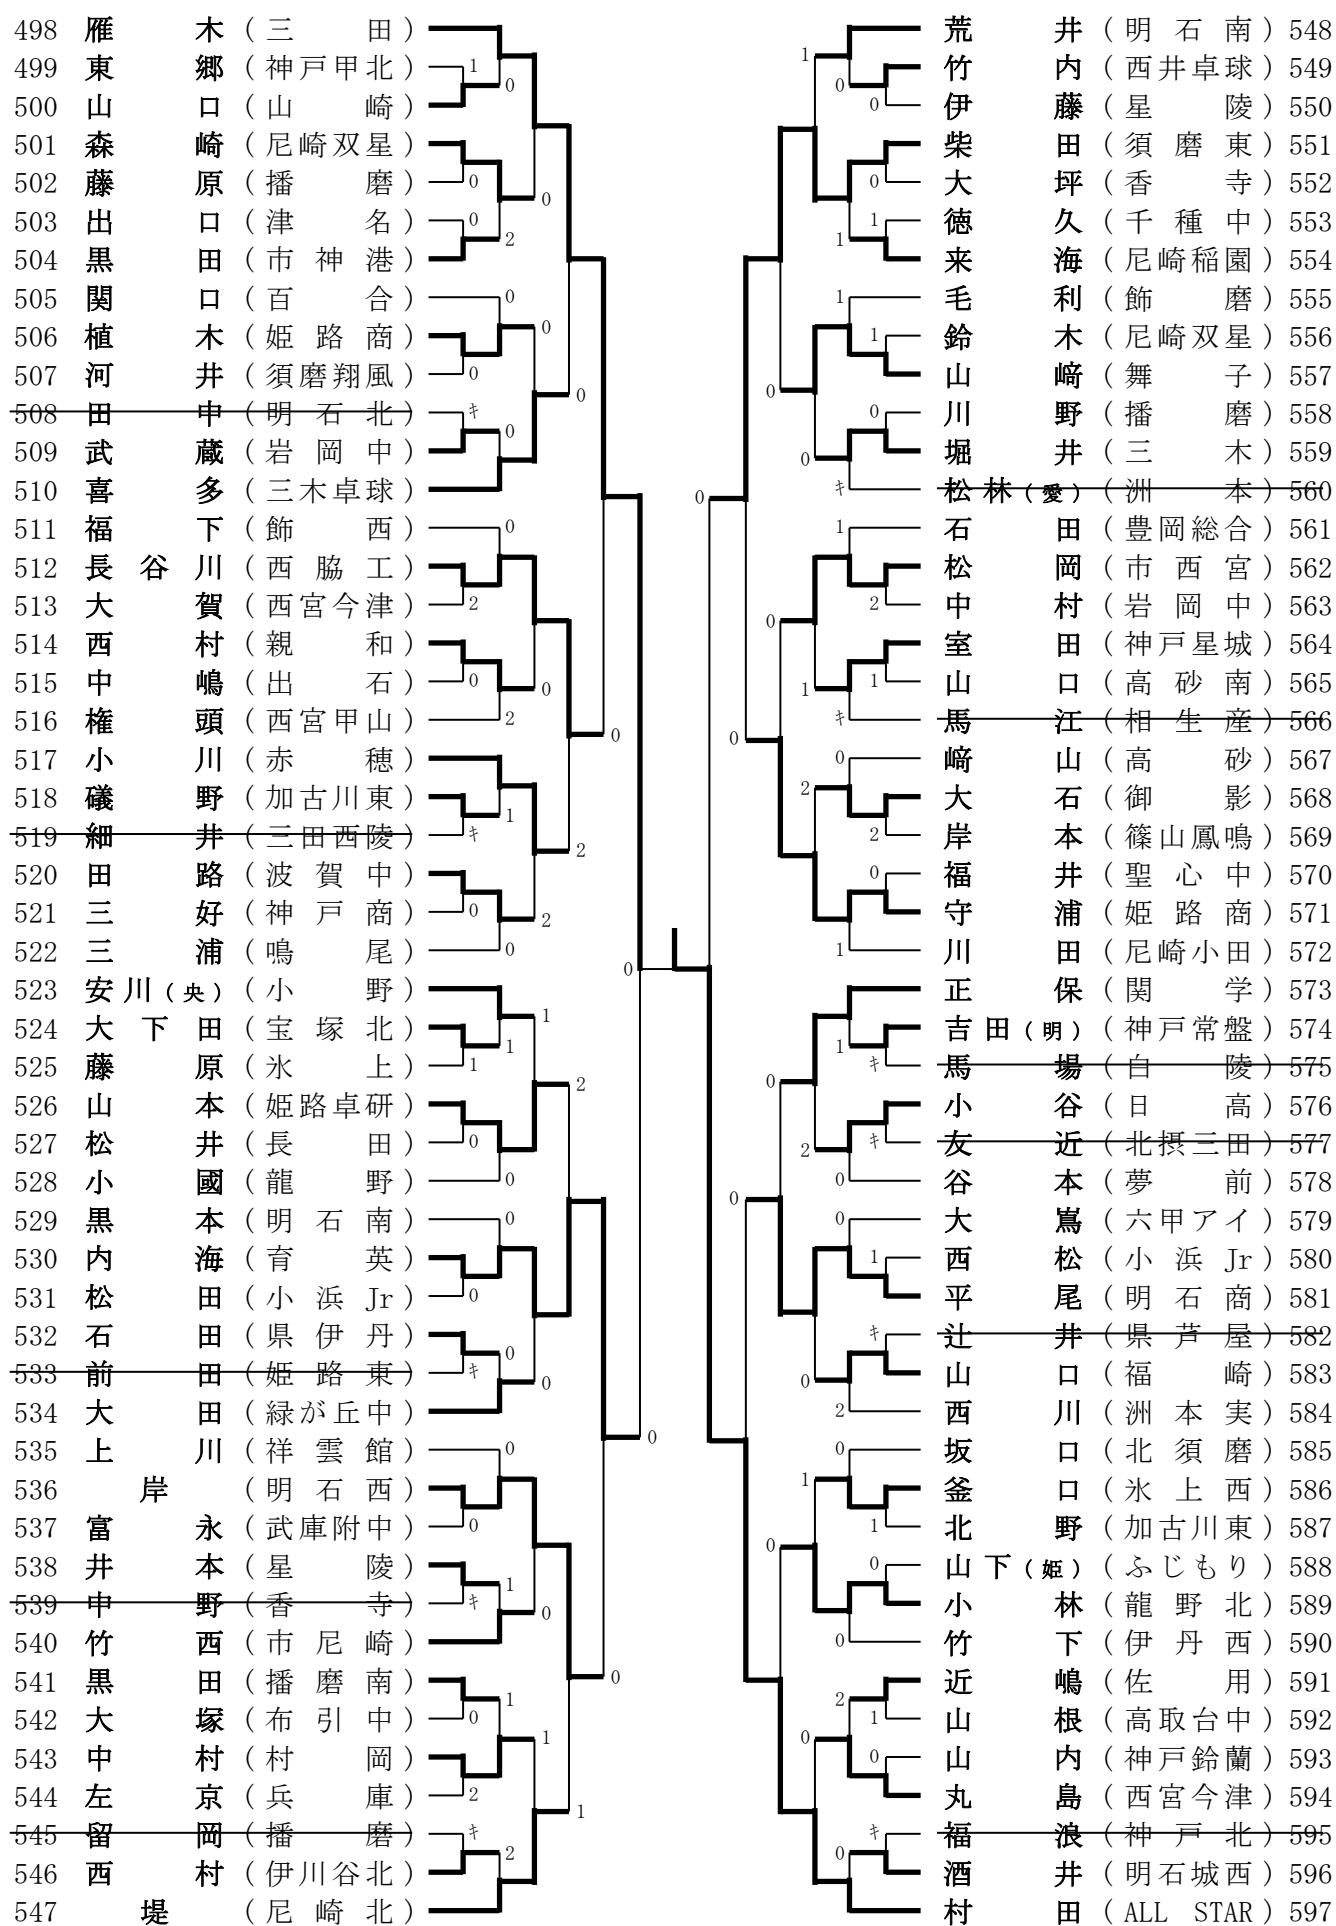 498 雁木 (三田)
499 東郷 (神戸甲北)
500 山口 (山崎)
501 森崎 (尼崎双星)
502 藤原 (播磨)
503 出口 (津名)
504 黒田 (市神港)
505 関口 (百合)
506 植木 (姫路商)
507 河井 (須磨翔風)
508 田中 (明石北)
509 武蔵 (岩岡中)
510 喜多 (三木卓球)
511 福下 (飾西)
512 長谷川 (西脇工)
513 大賀 (西宮今津)
514 西村 (親和)
515 中嶋 (出石)
516 権頭 (西宮甲山)
517 小川 (赤穂)
518 磯野 (加古川東)
519 細井 (三田西陵)
520 田路 (波賀中)
521 三好 (神戸商)
522 三浦 (鳴尾)
523 安川(央) (小野)
524 大下田 (宝塚北)
525 藤原 (氷上)
526 山本 (姫路卓研)
527 松井 (長田)
528 小國 (龍野)
529 黒本 (明石南)
530 内海 (育英)
531 松田 (小浜Jr)
532 石田 (県伊丹)
533 前田 (姫路東)
534 大田 (緑が丘中)
535 上川 (祥雲館)
536 岸 (明石西)
537 富永 (武庫附中)
538 井本 (星陵)
539 中野 (香寺)
540 竹西 (市尼崎)
541 黒田 (播磨南)
542 大塚 (布引中)
543 中村 (村岡)
544 左京 (兵庫)
545 留岡 (播磨)
546 西村 (伊川谷北)
547 堤 (尼崎北)
荒井 (明石南) 548
竹内 (西井卓球) 549
伊藤 (星陵) 550
柴田 (須磨東) 551
大坪 (香寺) 552
徳久 (千種中) 553
来海 (尼崎稲園) 554
毛利 (飾磨) 555
鈴木 (尼崎双星) 556
山﨑 (舞子) 557
川野 (播磨) 558
堀井 (三木) 559
松林(愛) (洲本) 560
石田 (豊岡総合) 561
松岡 (市西宮) 562
中村 (岩岡中) 563
室田 (神戸星城) 564
山口 (高砂南) 565
馬江 (相生産) 566
﨑山 (高砂) 567
大石 (御影) 568
岸本 (篠山鳳鳴) 569
福井 (聖心中) 570
守浦 (姫路商) 571
川田 (尼崎小田) 572
正保 (関学) 573
吉田(明) (神戸常盤) 574
馬場 (白陵) 575
小谷 (日高) 576
友近 (北摂三田) 577
谷本 (夢前) 578
大嶌 (六甲アイ) 579
西松 (小浜Jr) 580
平尾 (明石商) 581
辻井 (県芦屋) 582
山口 (福崎) 583
西川 (洲本実) 584
坂口 (北須磨) 585
釜口 (氷上西) 586
北野 (加古川東) 587
山下(姫) (ふじもり) 588
小林 (龍野北) 589
竹下 (伊丹西) 590
近嶋 (佐用) 591
山根 (高取台中) 592
山内 (神戸鈴蘭) 593
丸島 (西宮今津) 594
福浪 (神戸北) 595
酒井 (明石城西) 596
村田 (ALL STAR) 597